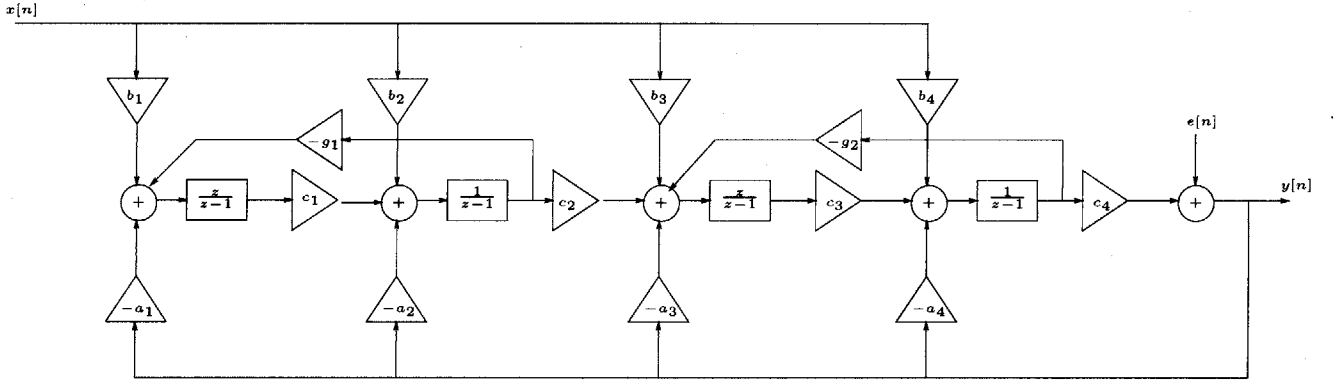 x[n]
b1 b2 b3 b4
e[n]
−g1 −g2
+ z/z−1 c1 + 1/z−1 c2 + z/z−1 c3 + 1/z−1 c4 + y[n]
−a1 −a2 −a3 −a4